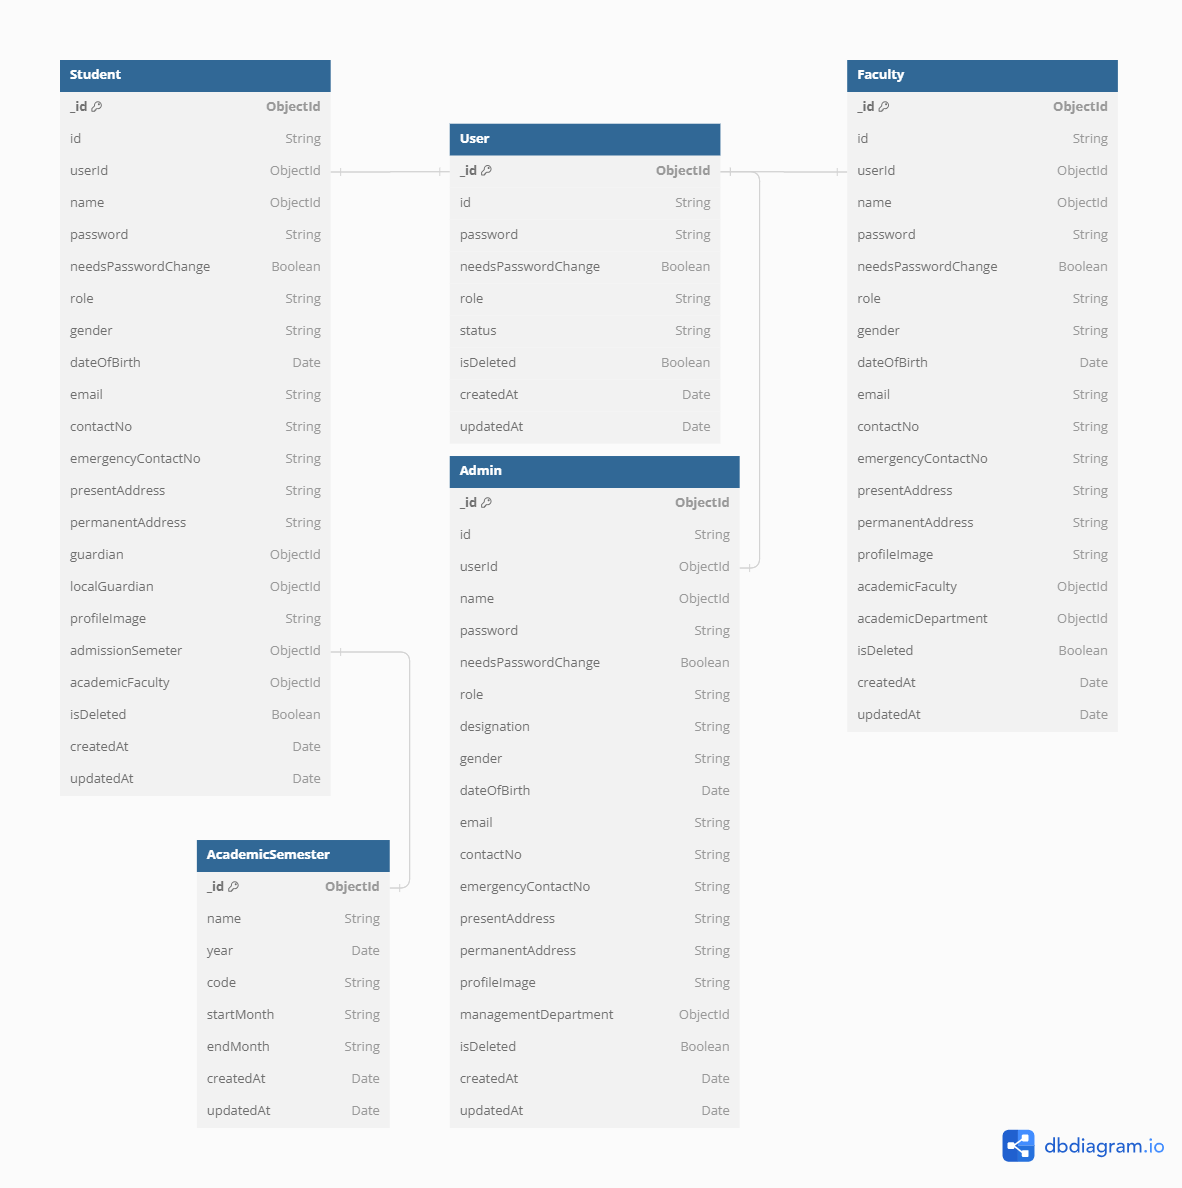 Student
_id ObjectId
id String
userId ObjectId
name ObjectId
password String
needsPasswordChange Boolean
role String
gender String
dateOfBirth Date
email String
contactNo String
emergencyContactNo String
presentAddress String
permanentAddress String
guardian ObjectId
localGuardian ObjectId
profileImage String
admissionSemeter ObjectId
academicFaculty ObjectId
isDeleted Boolean
createdAt Date
updatedAt Date
User
_id ObjectId
id String
password String
needsPasswordChange Boolean
role String
status String
isDeleted Boolean
createdAt Date
updatedAt Date
Faculty
_id ObjectId
id String
userId ObjectId
name ObjectId
password String
needsPasswordChange Boolean
role String
gender String
dateOfBirth Date
email String
contactNo String
emergencyContactNo String
presentAddress String
permanentAddress String
profileImage String
academicFaculty ObjectId
academicDepartment ObjectId
isDeleted Boolean
createdAt Date
updatedAt Date
Admin
_id ObjectId
id String
userId ObjectId
name ObjectId
password String
needsPasswordChange Boolean
role String
designation String
gender String
dateOfBirth Date
email String
contactNo String
emergencyContactNo String
presentAddress String
permanentAddress String
profileImage String
managementDepartment ObjectId
isDeleted Boolean
createdAt Date
updatedAt Date
AcademicSemester
_id ObjectId
name String
year Date
code String
startMonth String
endMonth String
createdAt Date
updatedAt Date
dbdiagram.io